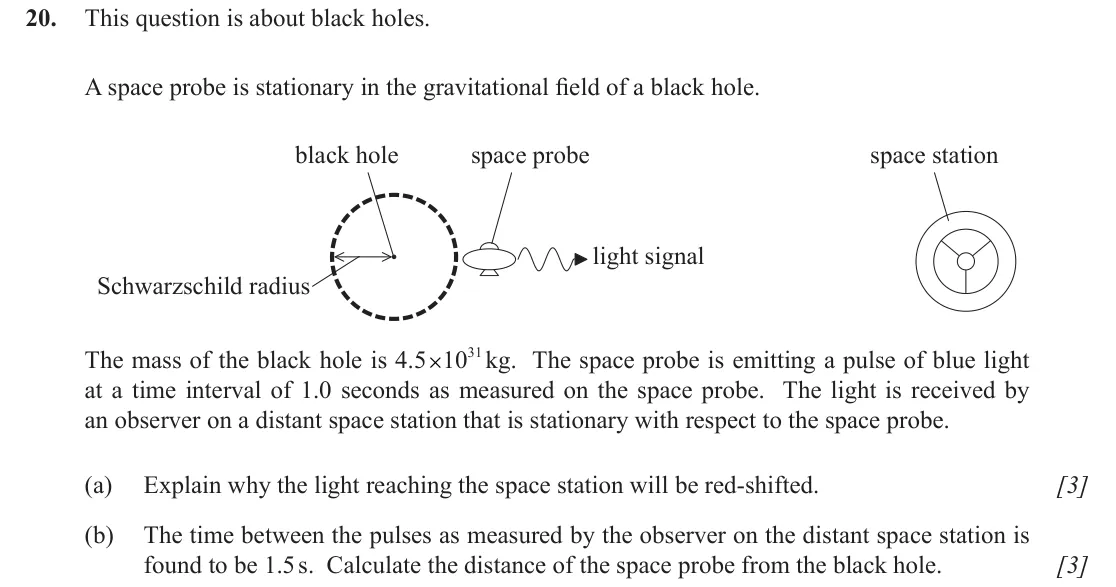 20. This question is about black holes.
A space probe is stationary in the gravitational field of a black hole.
black hole space probe space station
light signal
Schwarzschild radius
The mass of the black hole is 4.5×10³¹ kg. The space probe is emitting a pulse of blue light
at a time interval of 1.0 seconds as measured on the space probe. The light is received by
an observer on a distant space station that is stationary with respect to the space probe.
(a) Explain why the light reaching the space station will be red-shifted. [3]
(b) The time between the pulses as measured by the observer on the distant space station is
found to be 1.5 s. Calculate the distance of the space probe from the black hole. [3]